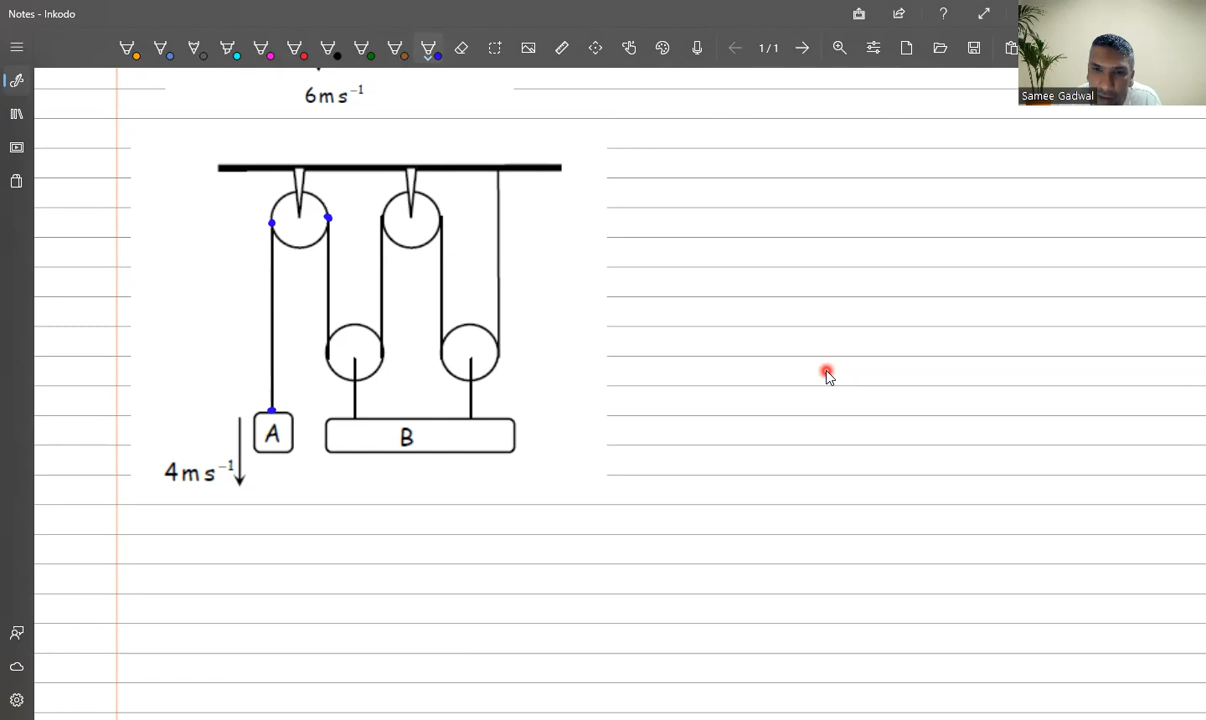 Notes - Inkodo
1/1
?
Samee Gadwal
6 m s⁻¹
A
B
4 m s⁻¹